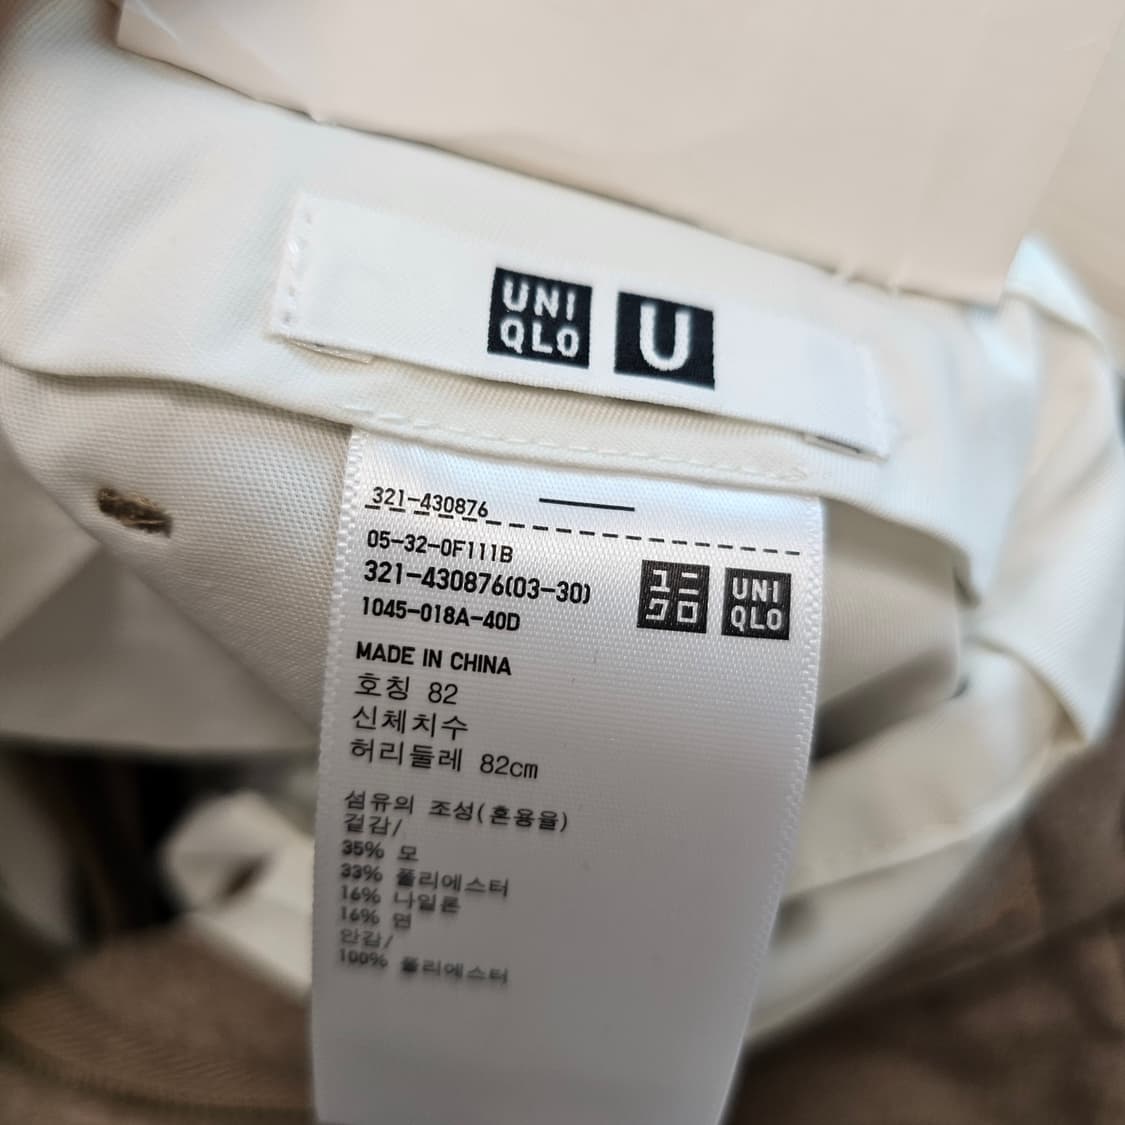 UNI
QLO
U
321-430876
05-32-0F111B
321-430876(03-30)
1045-018A-40D
ユニ
クロ
UNI
QLO
MADE IN CHINA
호칭 82
신체치수
허리둘레 82cm
섬유의 조성(혼용율)
겉감/
35% 모
33% 폴리에스터
16% 나일론
16% 면
안감/
100% 폴리에스터